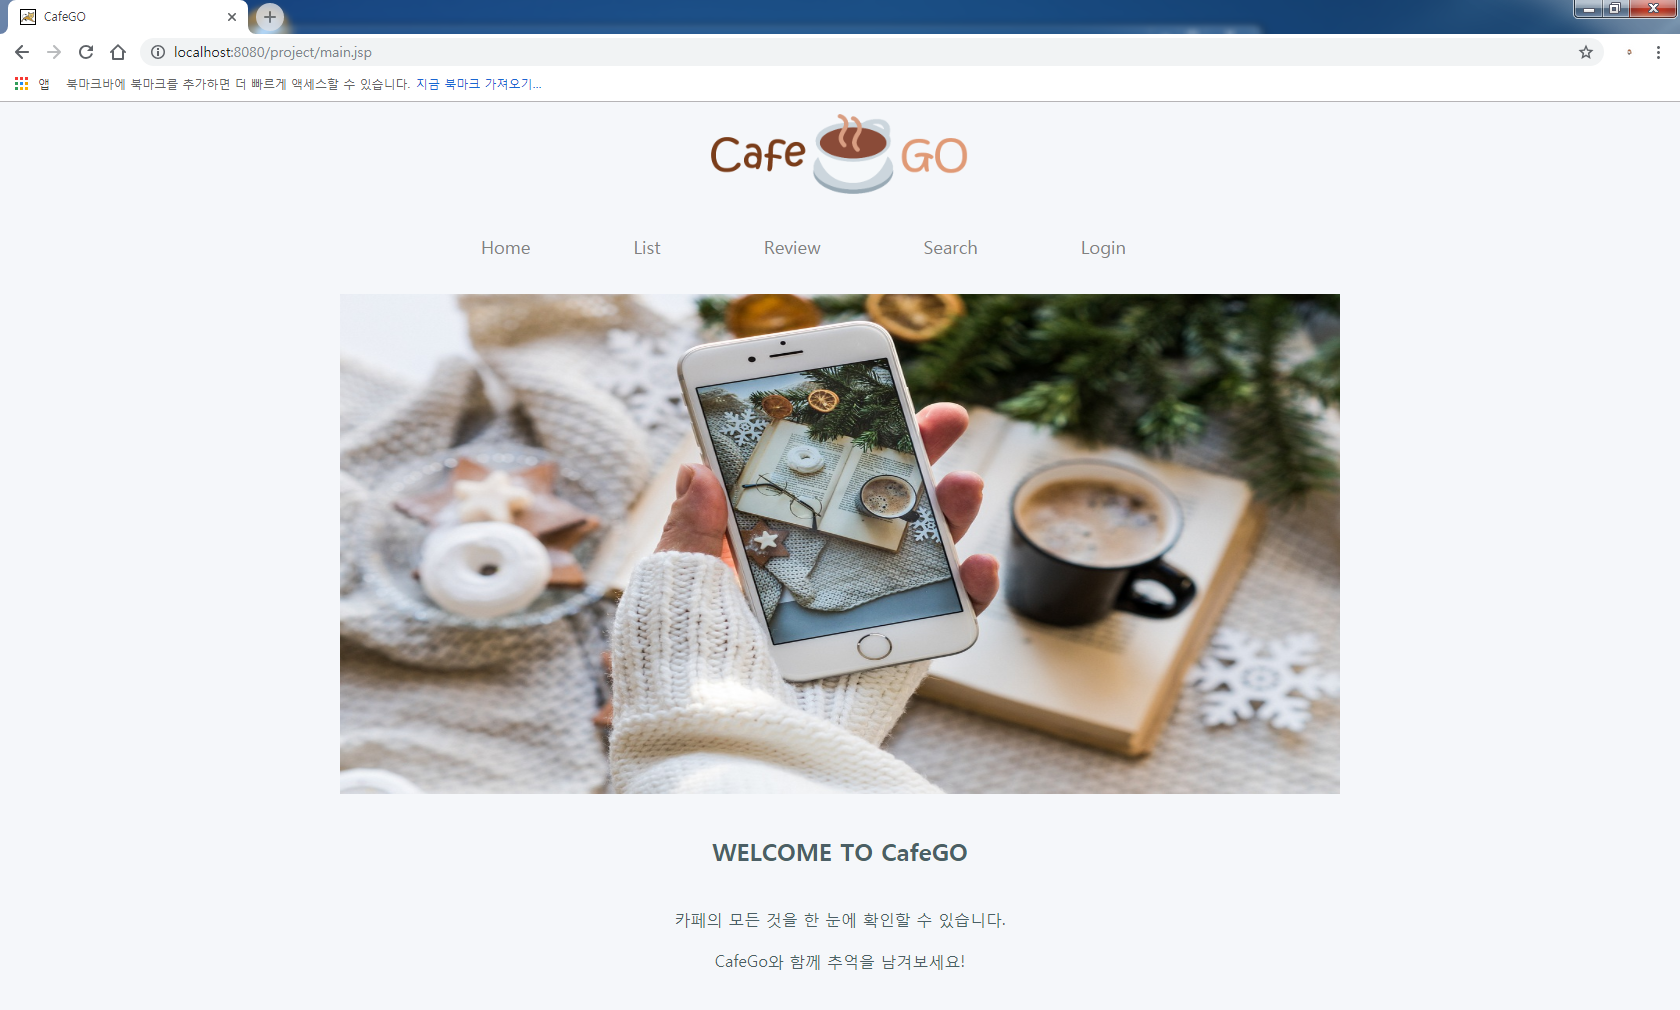 CafeGO
localhost:8080/project/main.jsp
앱 북마크바에 북마크를 추가하면 더 빠르게 액세스할 수 있습니다. 지금 북마크 가져오기...
Cafe GO
Home List Review Search Login
WELCOME TO CafeGO
카페의 모든 것을 한 눈에 확인할 수 있습니다.
CafeGo와 함께 추억을 남겨보세요!